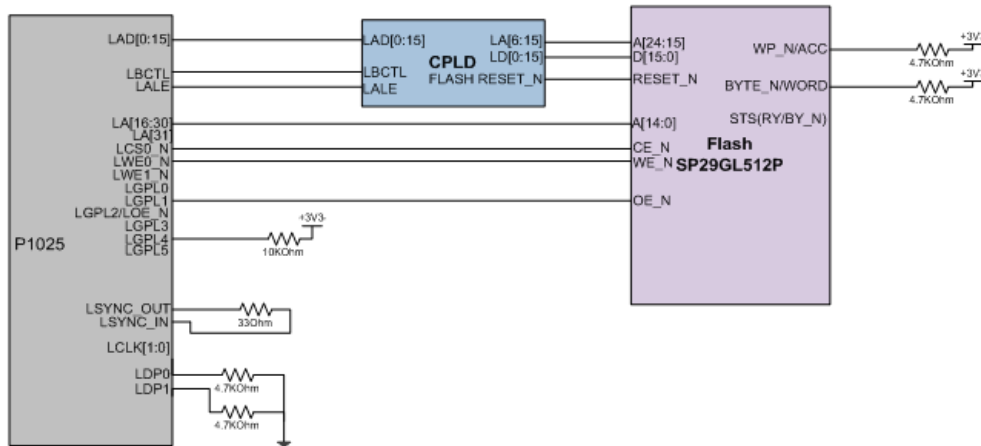 LAD[0:15]
LBCTL
LALE
LA[16:30]
LA[31]
LCS0_N
LWE0_N
LWE1_N
LGPL0
LGPL1
LGPL2/LOE_N
LGPL3
LGPL4
LGPL5
P1025
LSYNC_OUT
LSYNC_IN
LCLK[1:0]
LDP0
LDP1
+3V3-
10KOhm
33Ohm
4.7KOhm
4.7KOhm
LAD[0:15]
LA[6:15]
CPLD
LD[0:15]
LBCTL
FLASH RESET_N
LALE
A[24:15]
D[15:0]
RESET_N
A[14:0]
CE_N
WE_N
OE_N
WP_N/ACC
BYTE_N/WORD
STS(RY/BY_N)
Flash
SP29GL512P
+3V3
4.7KOhm
+3V3
4.7KOhm